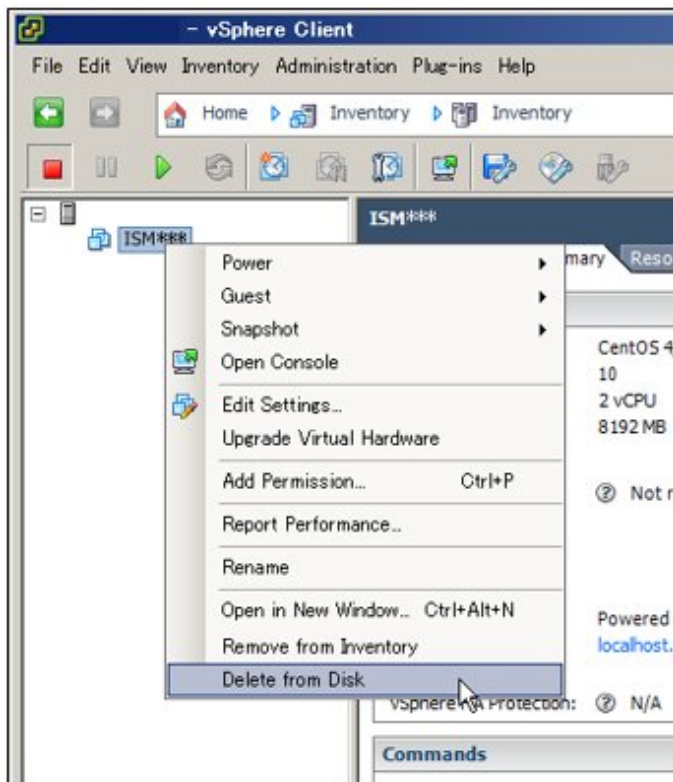 - vSphere Client
File Edit View Inventory Administration Plug-ins Help
Home Inventory Inventory
ISM***
ISM***
mary Reso
Power
Guest
Snapshot
Open Console
Edit Settings...
Upgrade Virtual Hardware
Add Permission... Ctrl+P
Report Performance...
Rename
Open in New Window... Ctrl+Alt+N
Remove from Inventory
Delete from Disk
CentOS 4
10
2 vCPU
8192 MB
Not r
Powered
localhost.
vSphere HA Protection: N/A
Commands